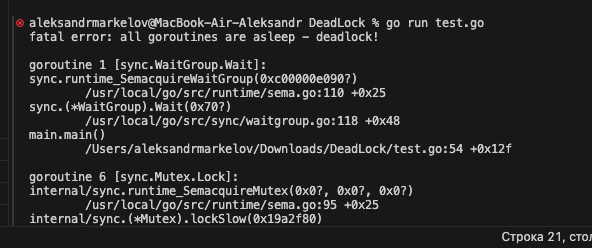 aleksandrmarkelov@MacBook-Air-Aleksandr DeadLock % go run test.go
fatal error: all goroutines are asleep - deadlock!
goroutine 1 [sync.WaitGroup.Wait]:
sync.runtime_SemacquireWaitGroup(0xc00000e090?)
/usr/local/go/src/runtime/sema.go:110 +0x25
sync.(*WaitGroup).Wait(0x70?)
/usr/local/go/src/sync/waitgroup.go:118 +0x48
main.main()
/Users/aleksandrmarkelov/Downloads/DeadLock/test.go:54 +0x12f
goroutine 6 [sync.Mutex.Lock]:
internal/sync.runtime_SemacquireMutex(0x0?, 0x0?, 0x0?)
/usr/local/go/src/runtime/sema.go:95 +0x25
internal/sync.(*Mutex).lockSlow(0x19a2f80)
Строка 21, стол